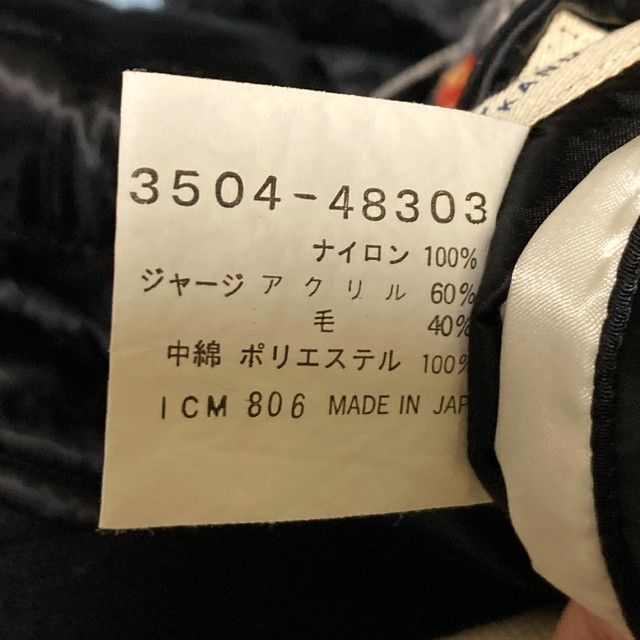 3504-48303
ナイロン 100%
ジャージ アクリル 60%
毛 40%
中綿 ポリエステル 100%
ICM 806 MADE IN JAP